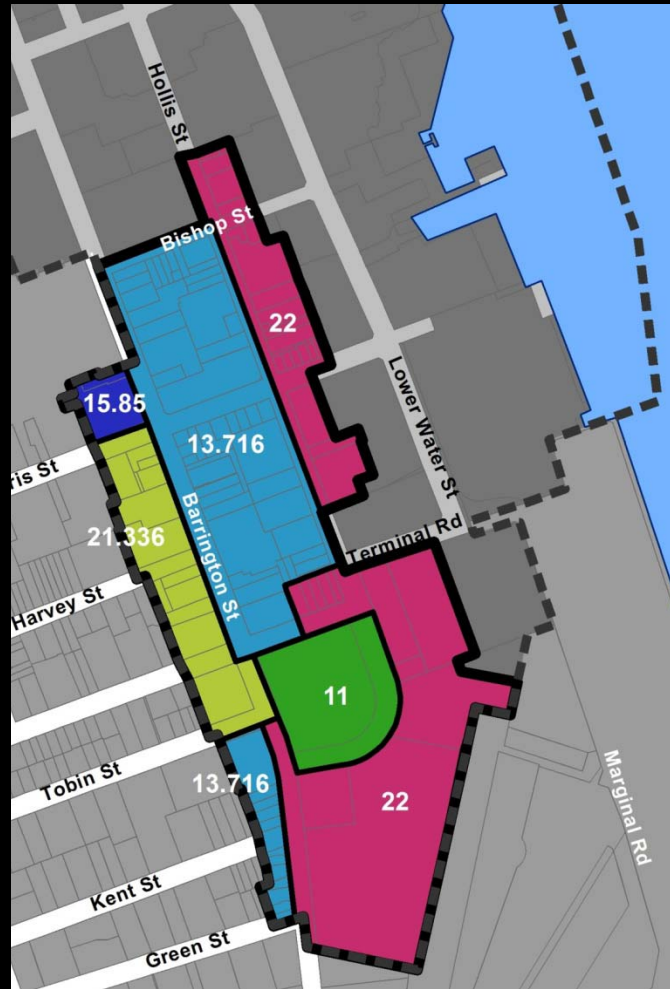 Hollis St
Bishop St
22
15.85
13.716
Lower Water St
ris St
21.336
Barrington St
Terminal Rd
Harvey St
11
Tobin St
13.716
22
Marginal Rd
Kent St
Green St